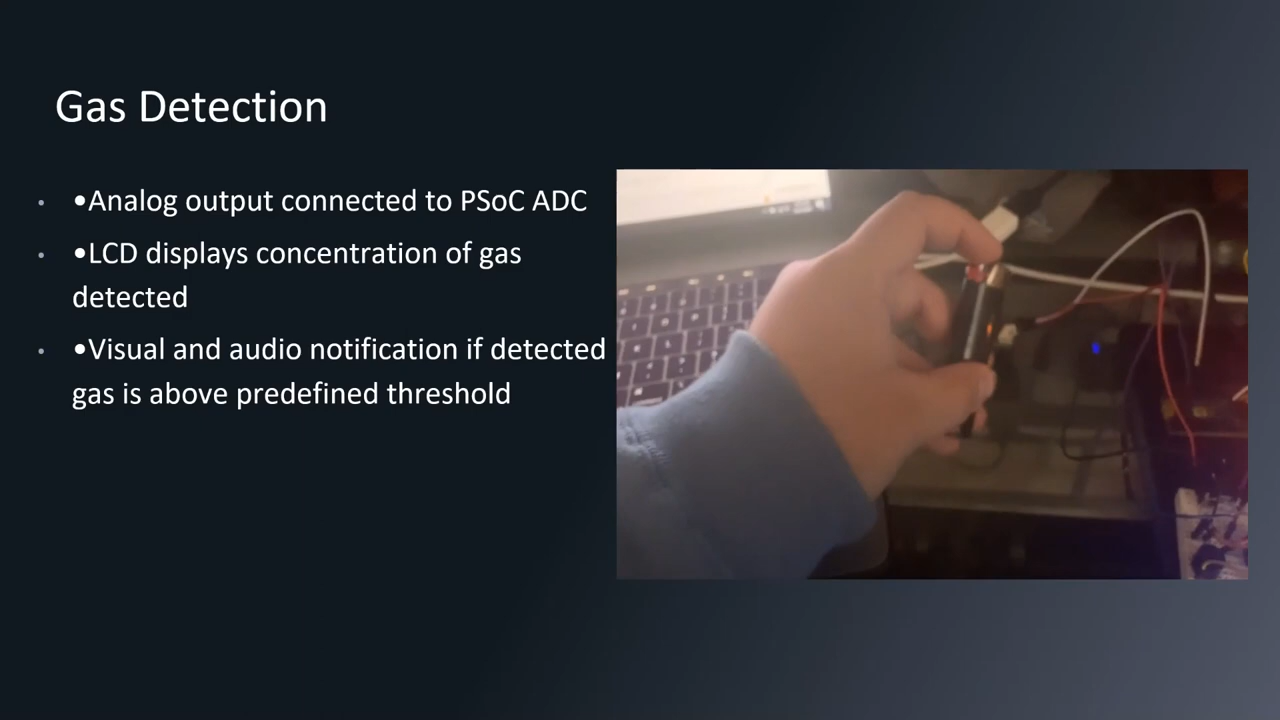 Gas Detection
• •Analog output connected to PSoC ADC
• •LCD displays concentration of gas
detected
• •Visual and audio notification if detected
gas is above predefined threshold